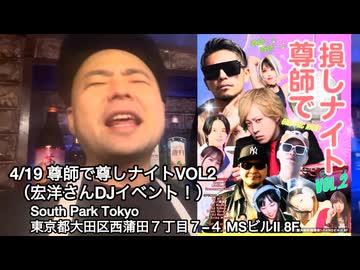 4/19 尊師で尊しナイトVOL2
（宏洋さんDJイベント！）
South Park Tokyo
東京都大田区西蒲田７丁目７−４ MSビルII 8F
尊師で
損しナイト
VOL.2